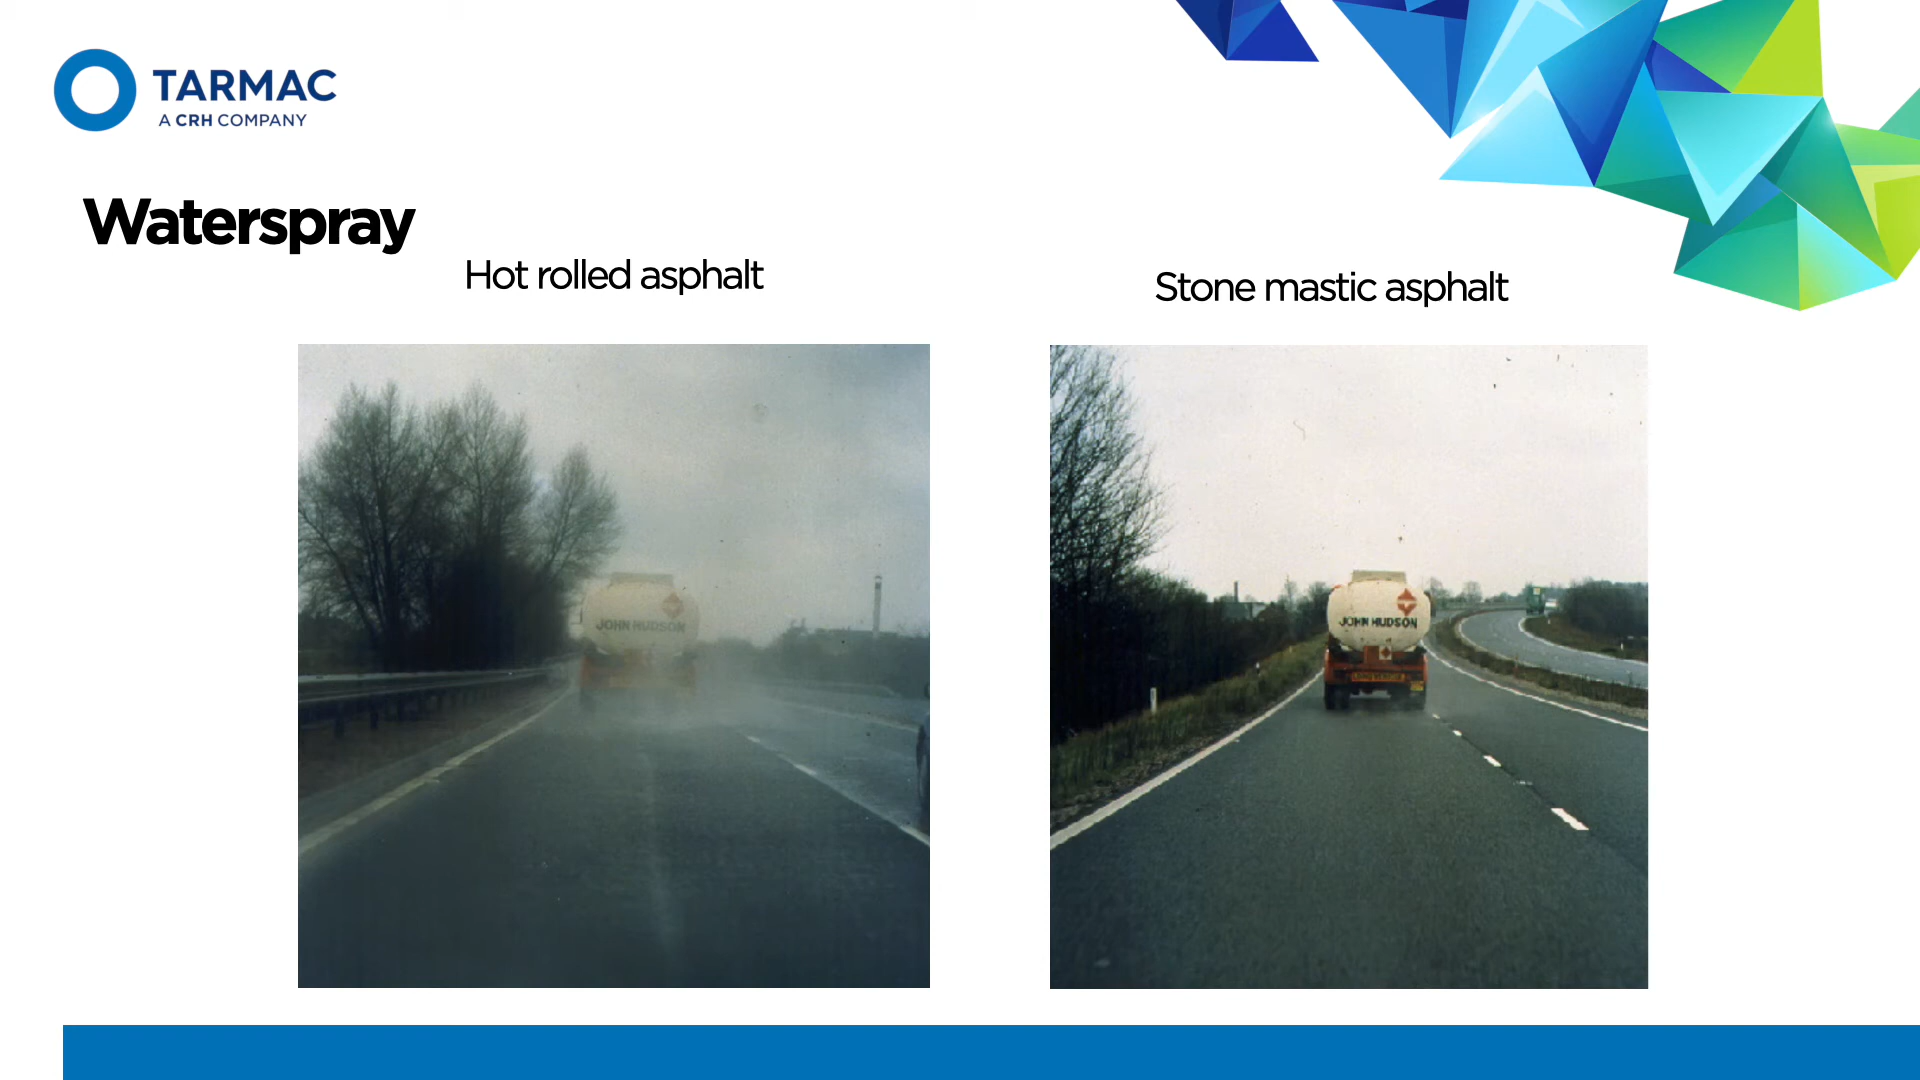 TARMAC
A CRH COMPANY
Waterspray
Hot rolled asphalt
Stone mastic asphalt
JOHN HUDSON
JOHN HUDSON